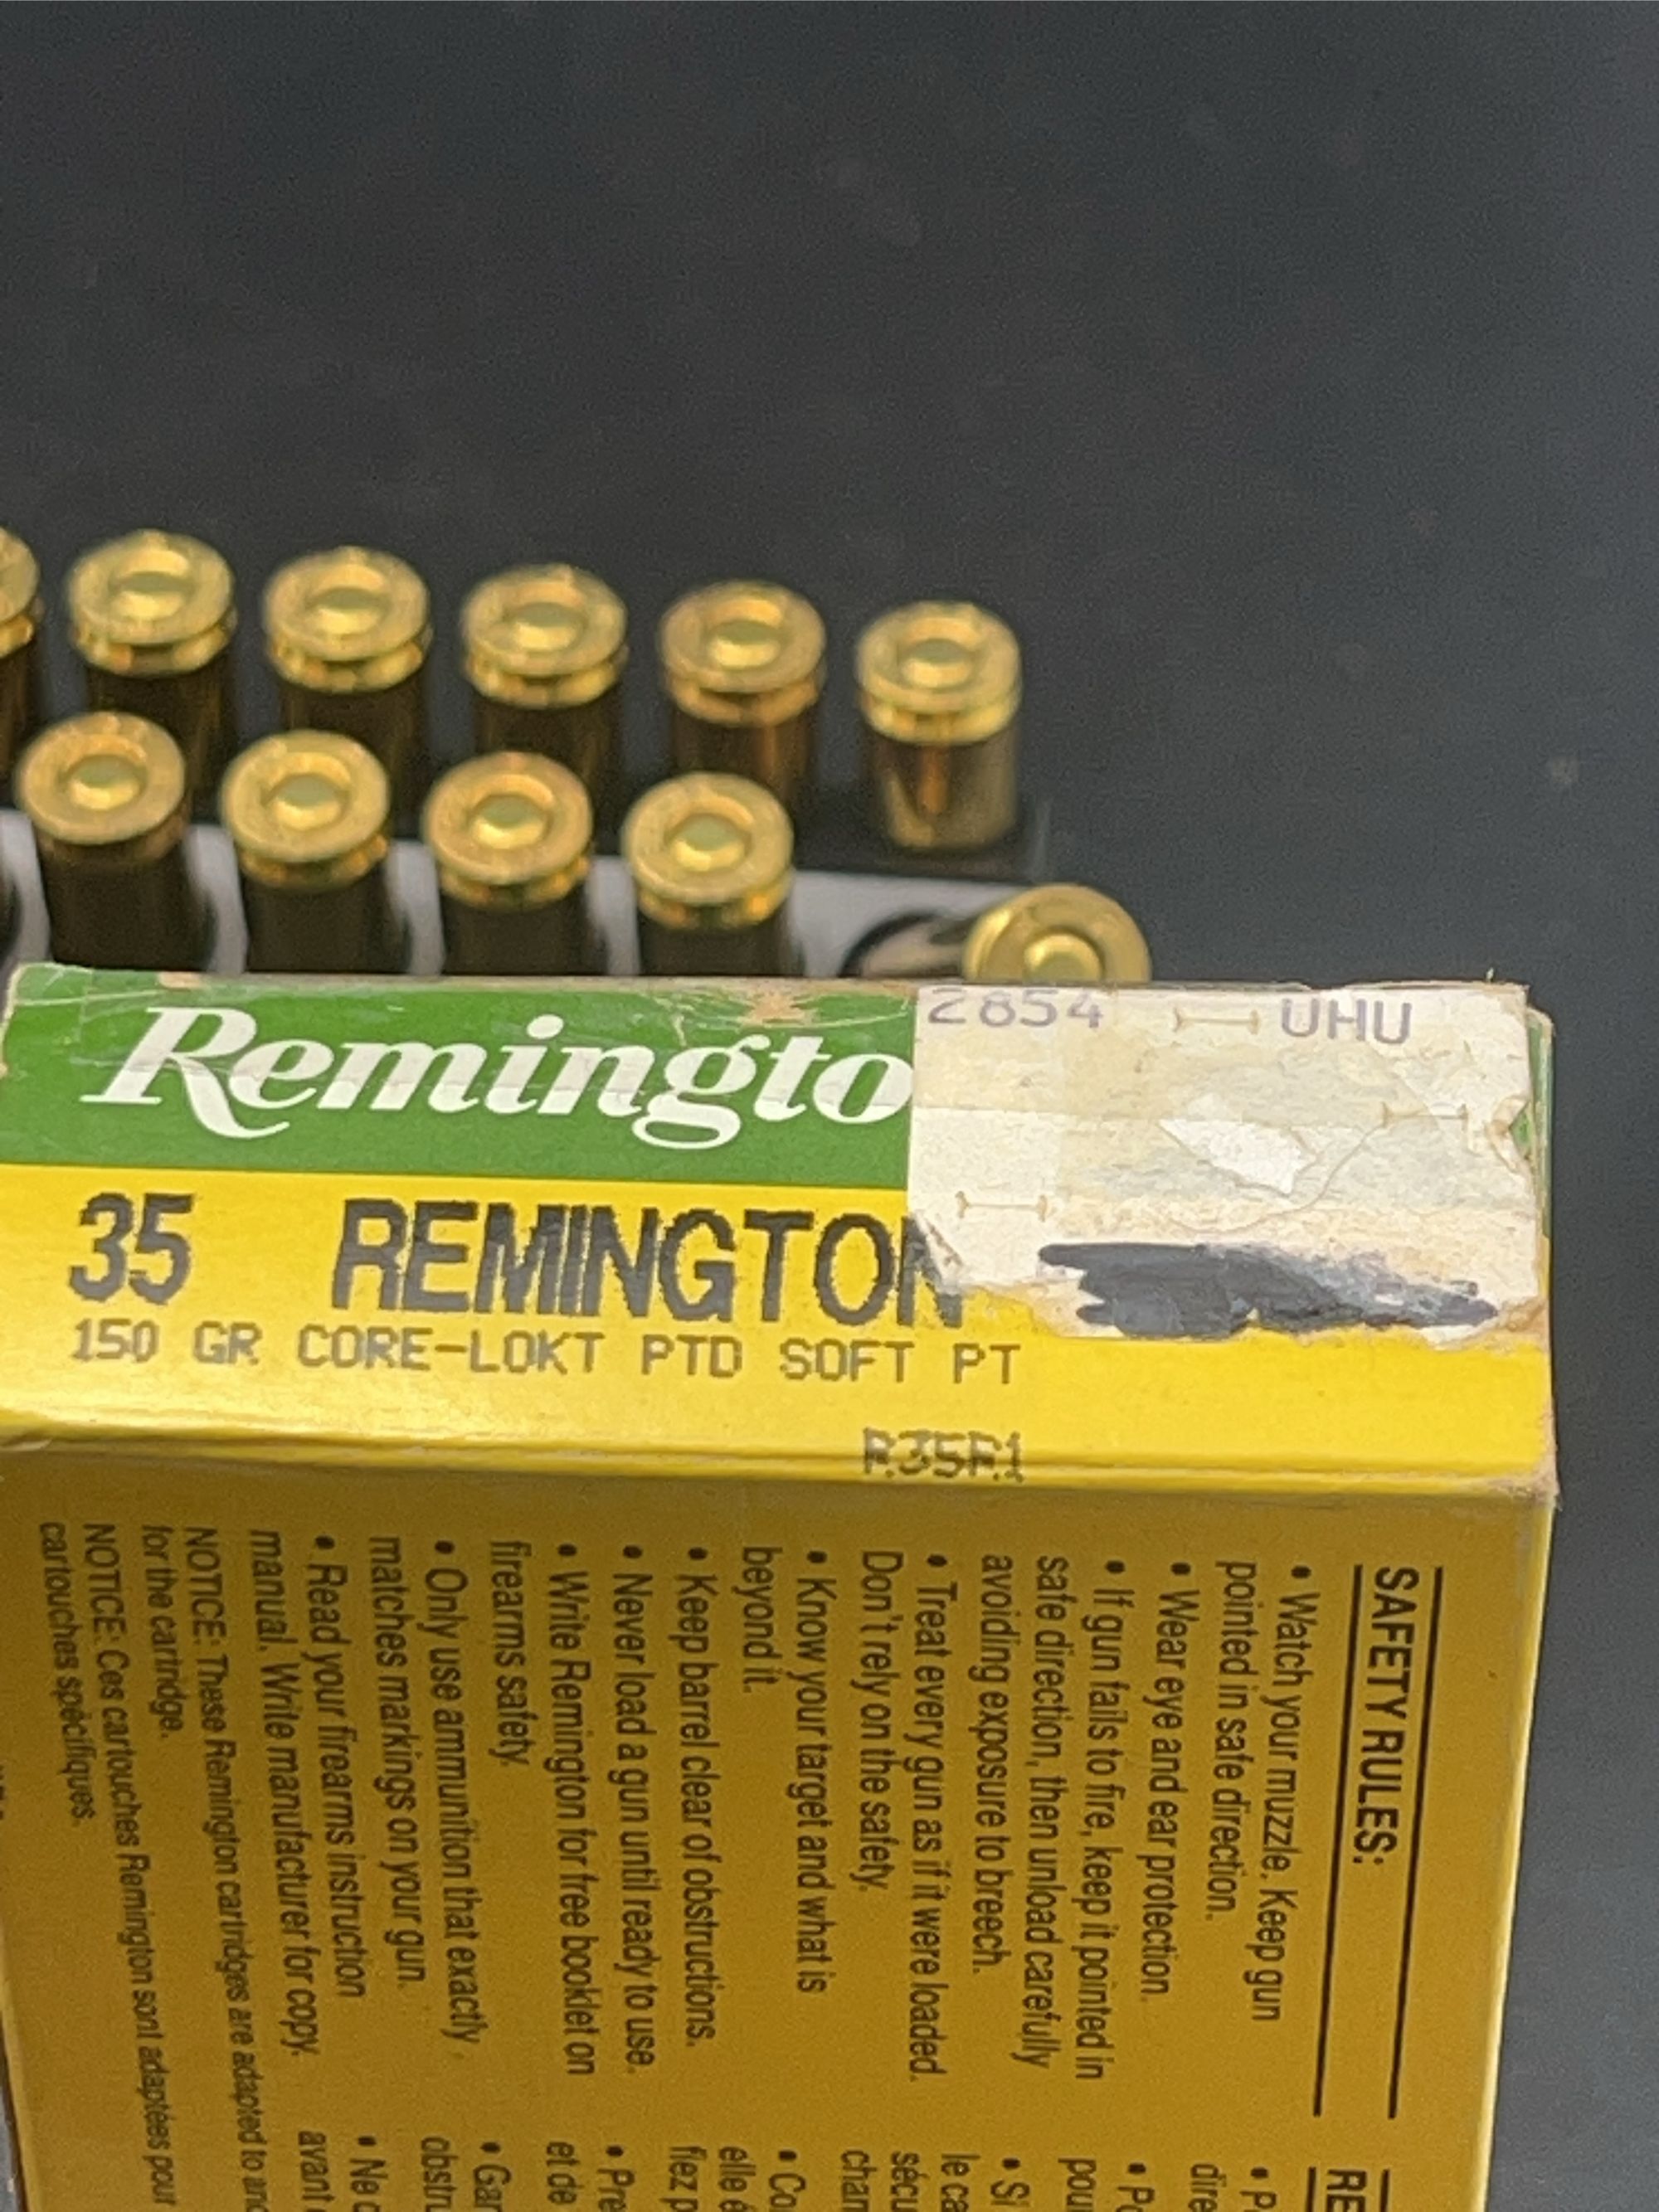 Remingto
2854 UHU
35 REMINGTON
150 GR CORE-LOKT PTD SOFT PT
R35R1
SAFETY RULES:
• Watch your muzzle. Keep gun
pointed in safe direction.
• Wear eye and ear protection.
• If gun fails to fire, keep it pointed in
safe direction, then unload carefully
avoiding exposure to breech.
• Treat every gun as if it were loaded.
Don't rely on the safety.
• Know your target and what is
beyond it.
• Keep barrel clear of obstructions.
• Never load a gun until ready to use.
• Write Remington for free booklet on
firearms safety.
• Only use ammunition that exactly
matches markings on your gun.
• Read your firearms instruction
manual. Write manufacturer for copy.
NOTICE: These Remington cartridges are adapted to
for the cartridge.
NOTICE: Ces cartouches Remington sont adaptées pour
cartouches spécifiques.